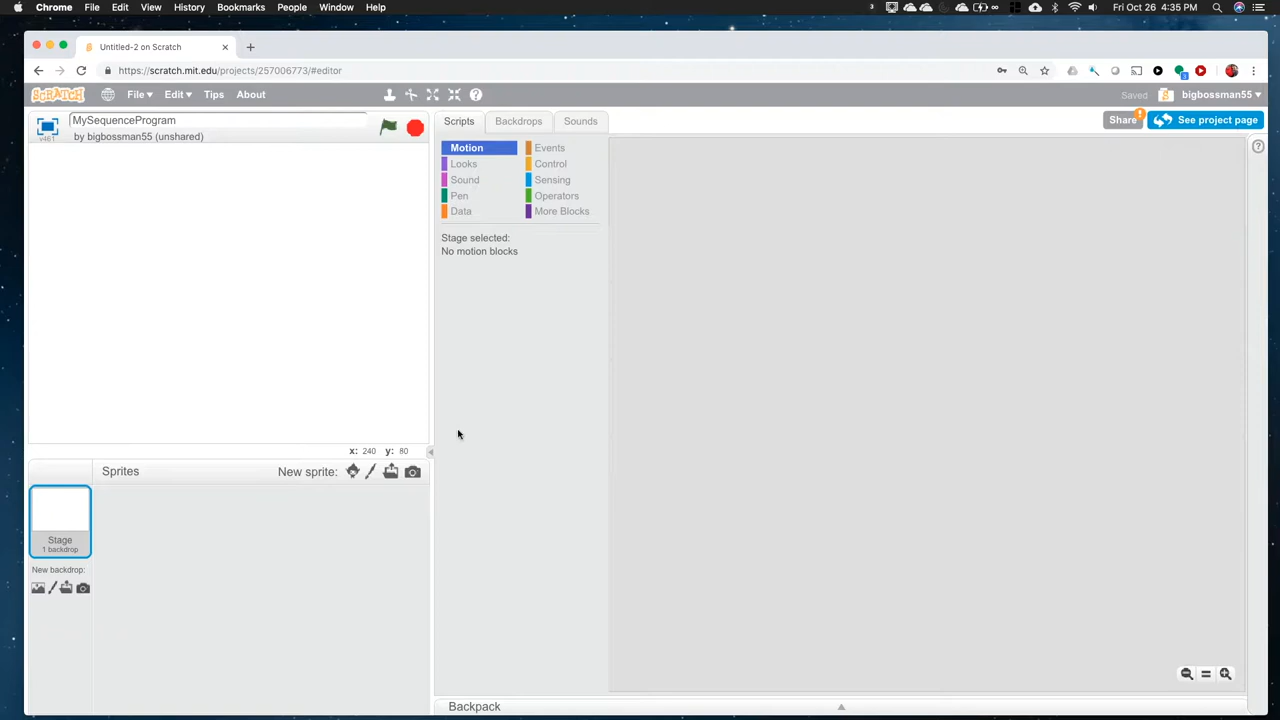 Chrome File Edit View History Bookmarks People Window Help
3 Fri Oct 26 4:35 PM
Untitled-2 on Scratch
https://scratch.mit.edu/projects/257006773/#editor
SCRATCH File Edit Tips About
Saved bigbossman55
MySequenceProgram
by bigbossman55 (unshared)
v461
Scripts Backdrops Sounds
Share See project page
Motion Events
Looks Control
Sound Sensing
Pen Operators
Data More Blocks
Stage selected:
No motion blocks
x: 240 y: 80
Sprites New sprite:
Stage
1 backdrop
New backdrop:
Backpack